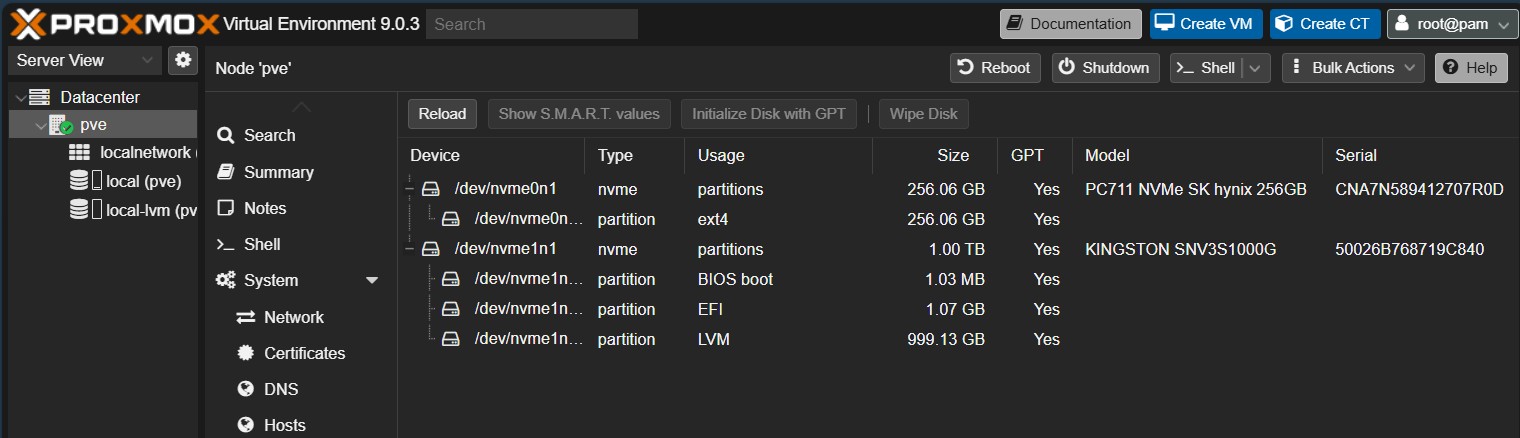 PROXMOX Virtual Environment 9.0.3 Search Documentation Create VM Create CT root@pam
Server View
Node 'pve' Reboot Shutdown >_ Shell Bulk Actions Help
Datacenter
pve
localnetwork (
local (pve)
local-lvm (pv
Search
Summary
Notes
>_ Shell
System
Network
Certificates
DNS
Hosts
Reload Show S.M.A.R.T. values Initialize Disk with GPT Wipe Disk
Device Type Usage Size GPT Model Serial
/dev/nvme0n1 nvme partitions 256.06 GB Yes PC711 NVMe SK hynix 256GB CNA7N589412707R0D
/dev/nvme0n... partition ext4 256.06 GB Yes
/dev/nvme1n1 nvme partitions 1.00 TB Yes KINGSTON SNV3S1000G 50026B768719C840
/dev/nvme1n... partition BIOS boot 1.03 MB Yes
/dev/nvme1n... partition EFI 1.07 GB Yes
/dev/nvme1n... partition LVM 999.13 GB Yes